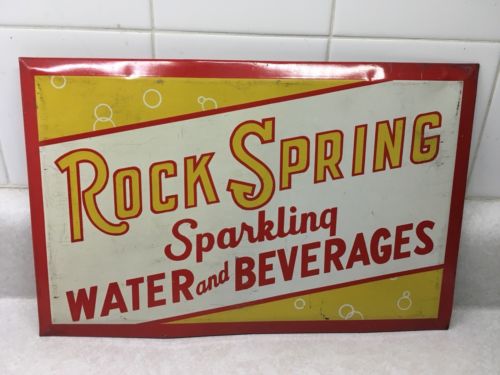 Rock Spring
Sparkling
WATER and BEVERAGES